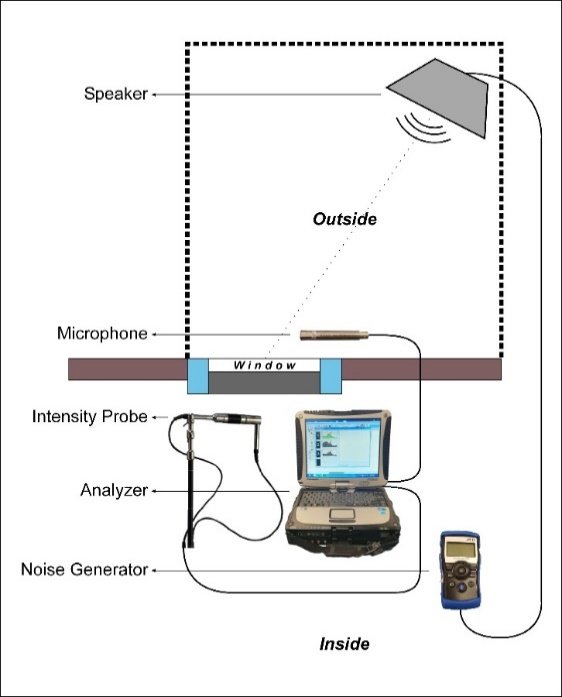 Speaker
Outside
Microphone
Window
Intensity Probe
Analyzer
Noise Generator
Inside